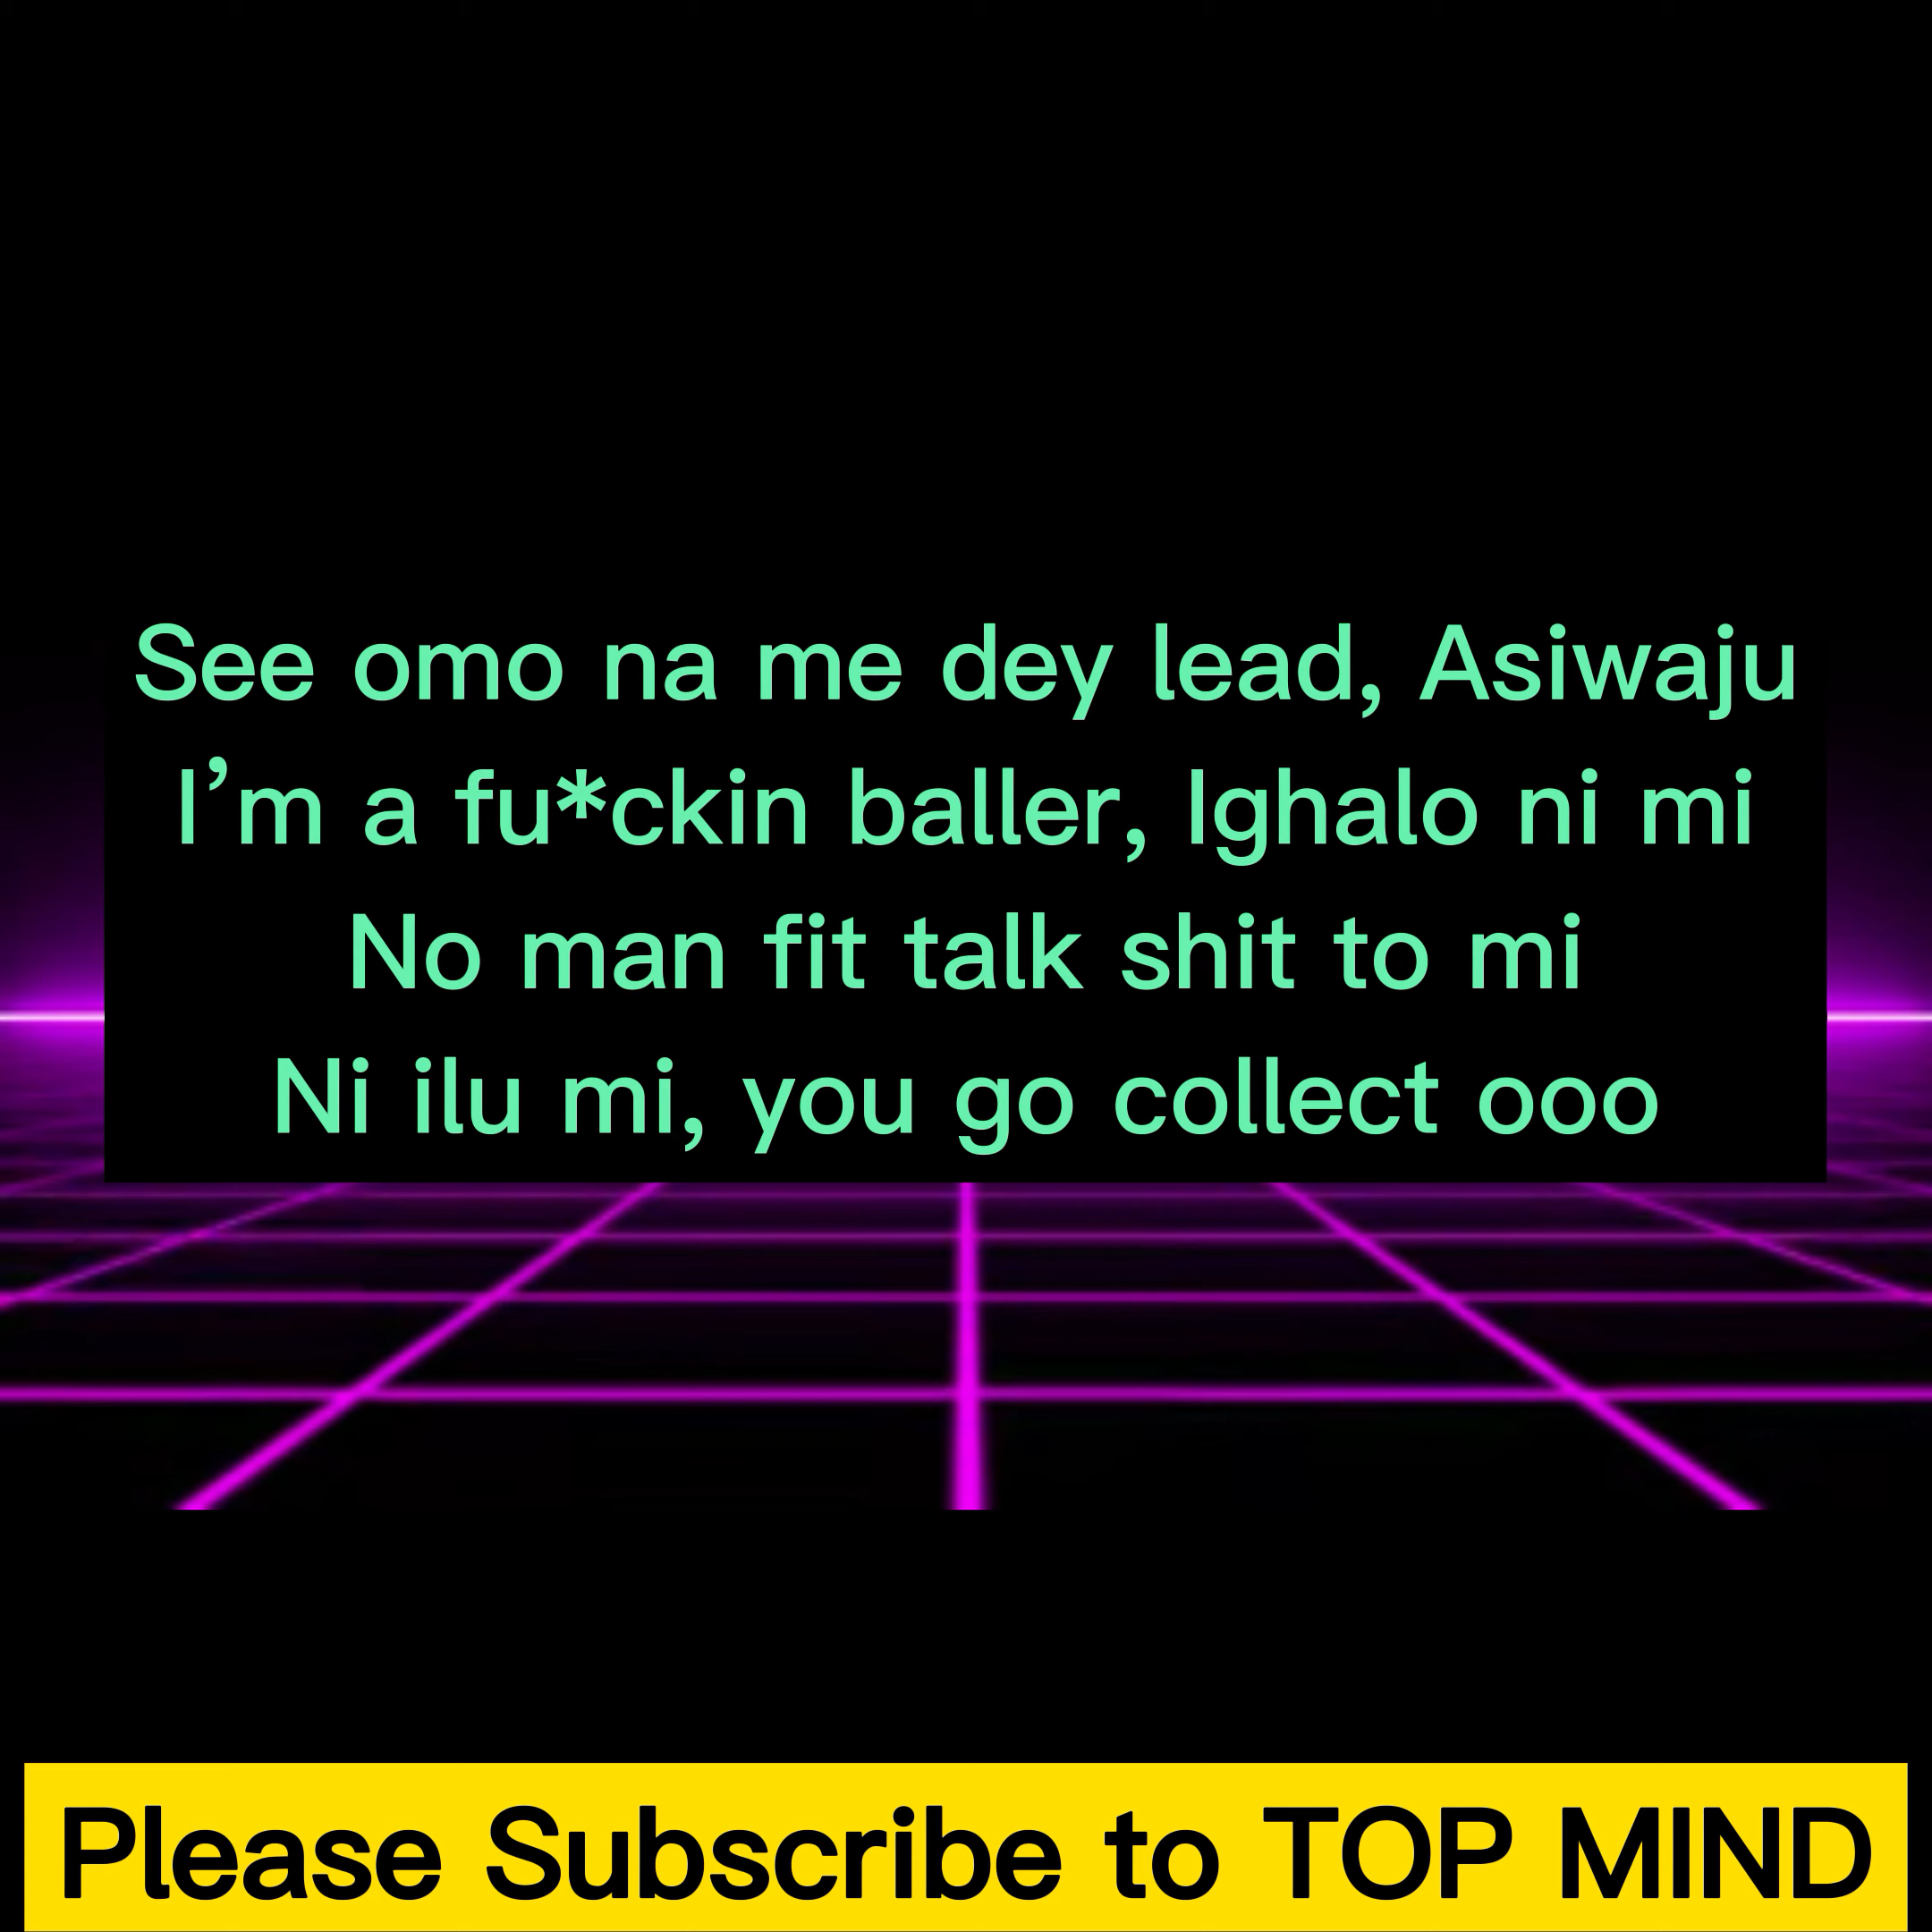 See omo na me dey lead, Asiwaju
I’m a fu*ckin baller, Ighalo ni mi
No man fit talk shit to mi
Ni ilu mi, you go collect ooo
Please Subscribe to TOP MIND